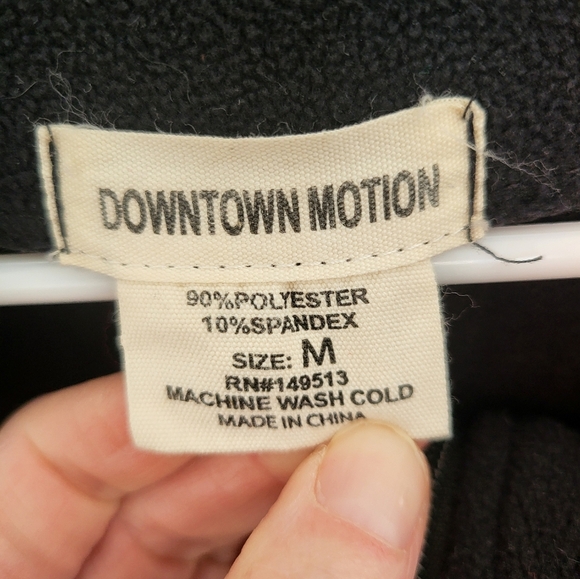 DOWNTOWN MOTION
90%POLYESTER
10%SPANDEX
SIZE: M
RN#149513
MACHINE WASH COLD
MADE IN CHINA